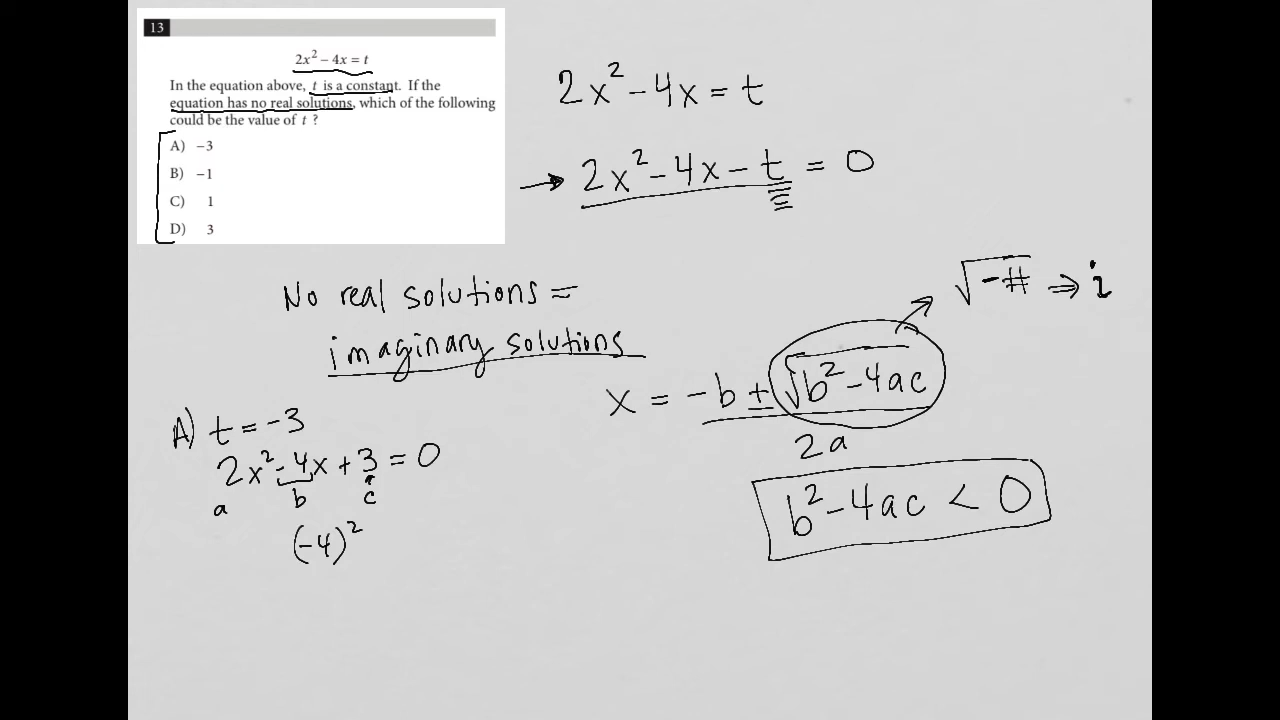 13
2x² − 4x = t
In the equation above, t is a constant. If the
equation has no real solutions, which of the following
could be the value of t ?
A) −3
B) −1
C) 1
D) 3
2x² − 4x = t
→ 2x² − 4x − t = 0
No real solutions =
imaginary solutions
√−# ⇒ i
x = −b ± √b² − 4ac
2a
b² − 4ac < 0
A) t = −3
2x² − 4x + 3 = 0
a b c
(−4)²